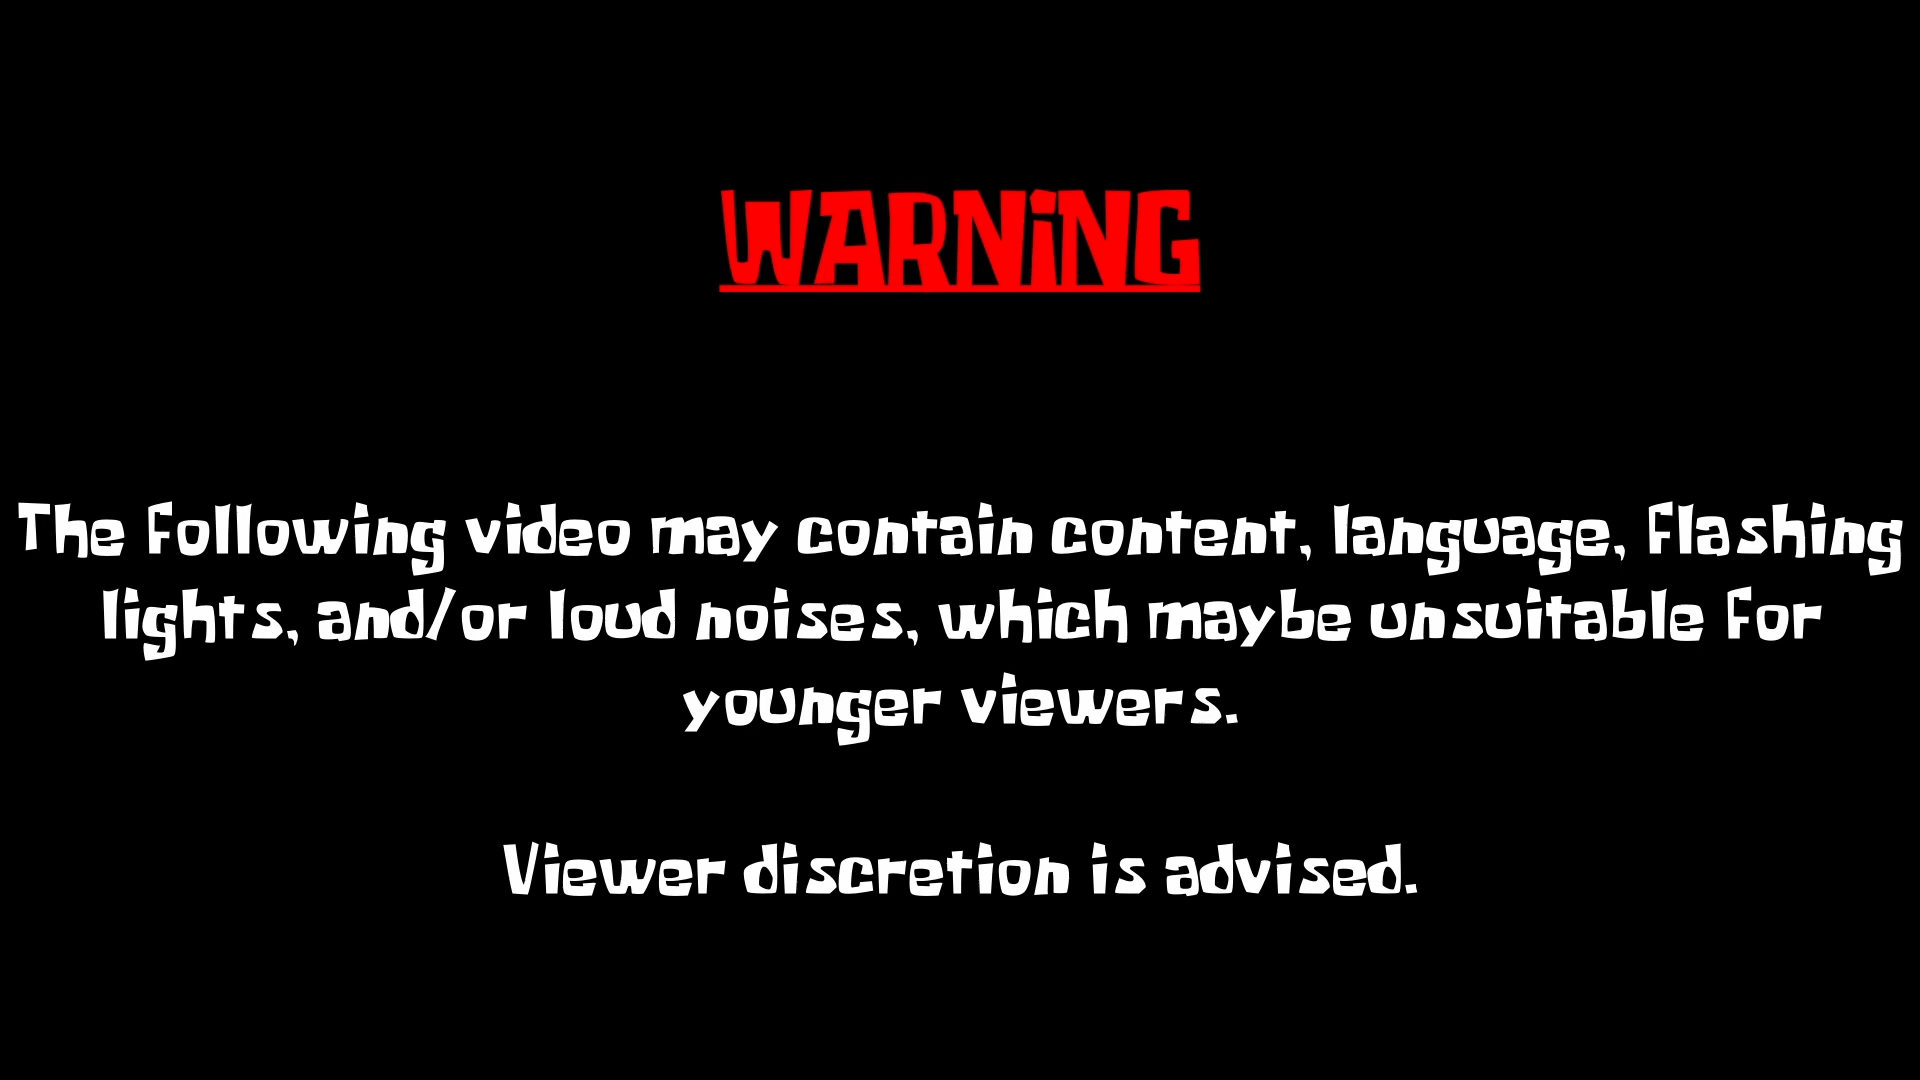 WARNiNG
The following video may contain content, language, flashing
lights, and/or loud noises, which maybe unsuitable for
younger viewers.
Viewer discretion is advised.